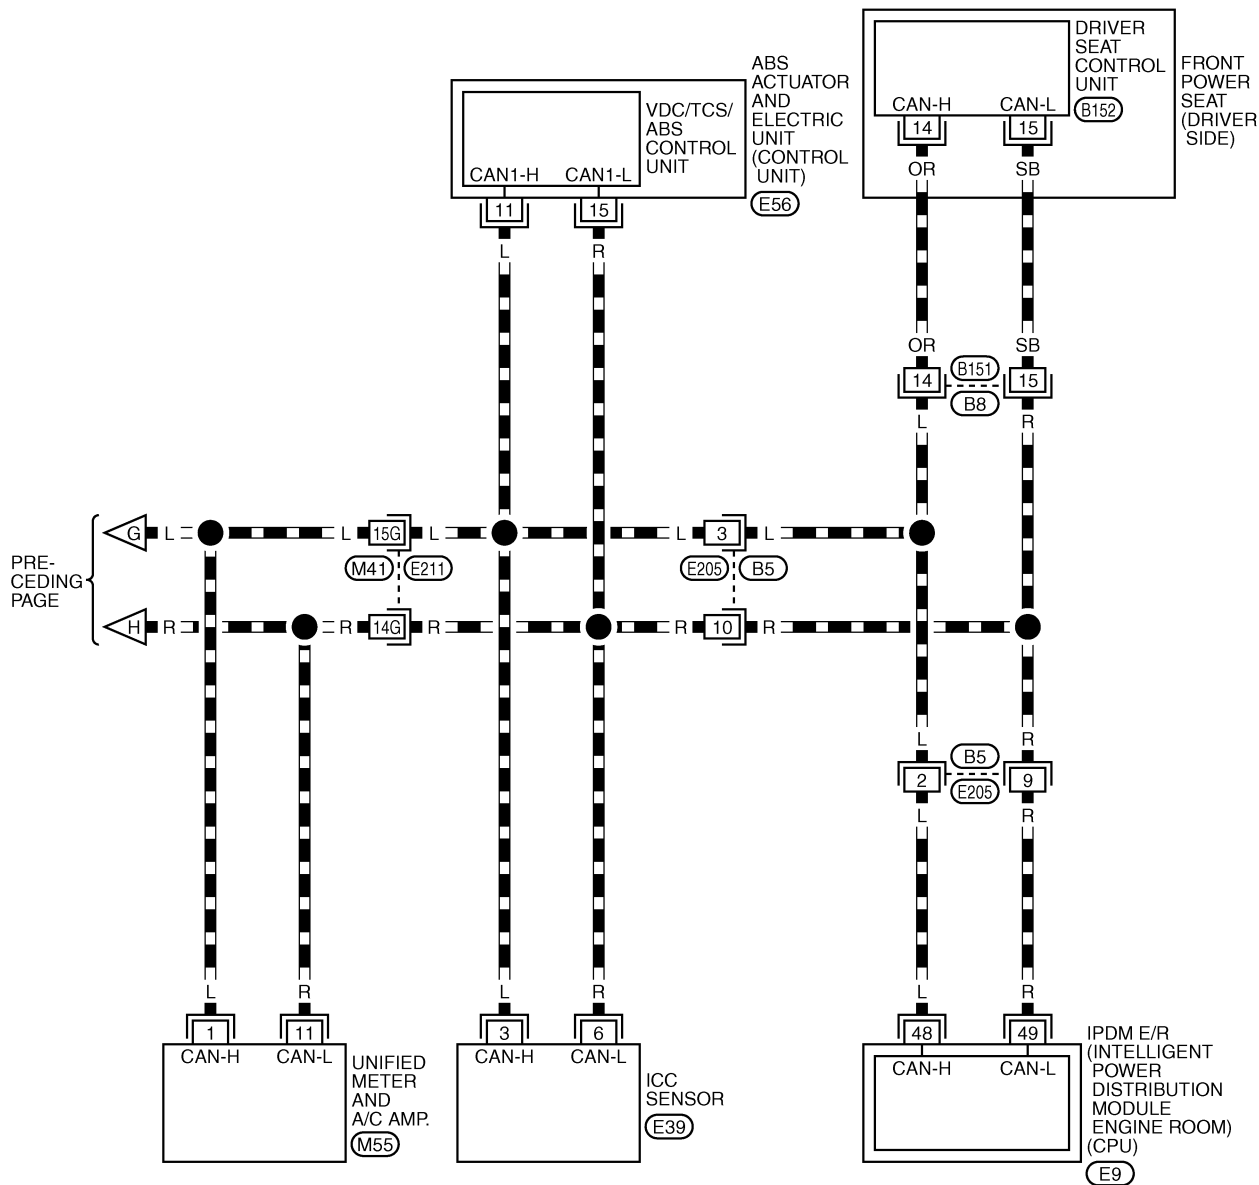 DRIVER
SEAT
CONTROL
UNIT
B152
FRONT
POWER
SEAT
(DRIVER
SIDE)
CAN-H
CAN-L
14
15
OR
SB
ABS
ACTUATOR
AND
ELECTRIC
UNIT
(CONTROL
UNIT)
E56
VDC/TCS/
ABS
CONTROL
UNIT
CAN1-H
CAN1-L
11
15
L
R
OR
SB
14
B151
15
B8
L
R
PRE-
CEDING
PAGE
G
L
L
15G
L
L
3
L
M41
E211
E205
B5
H
R
R
14G
R
R
10
R
L
R
B5
2
9
E205
L
R
L
R
L
R
L
R
1
11
3
6
48
49
CAN-H
CAN-L
CAN-H
CAN-L
CAN-H
CAN-L
UNIFIED
METER
AND
A/C AMP.
M55
ICC
SENSOR
E39
IPDM E/R
(INTELLIGENT
POWER
DISTRIBUTION
MODULE
ENGINE ROOM)
(CPU)
E9